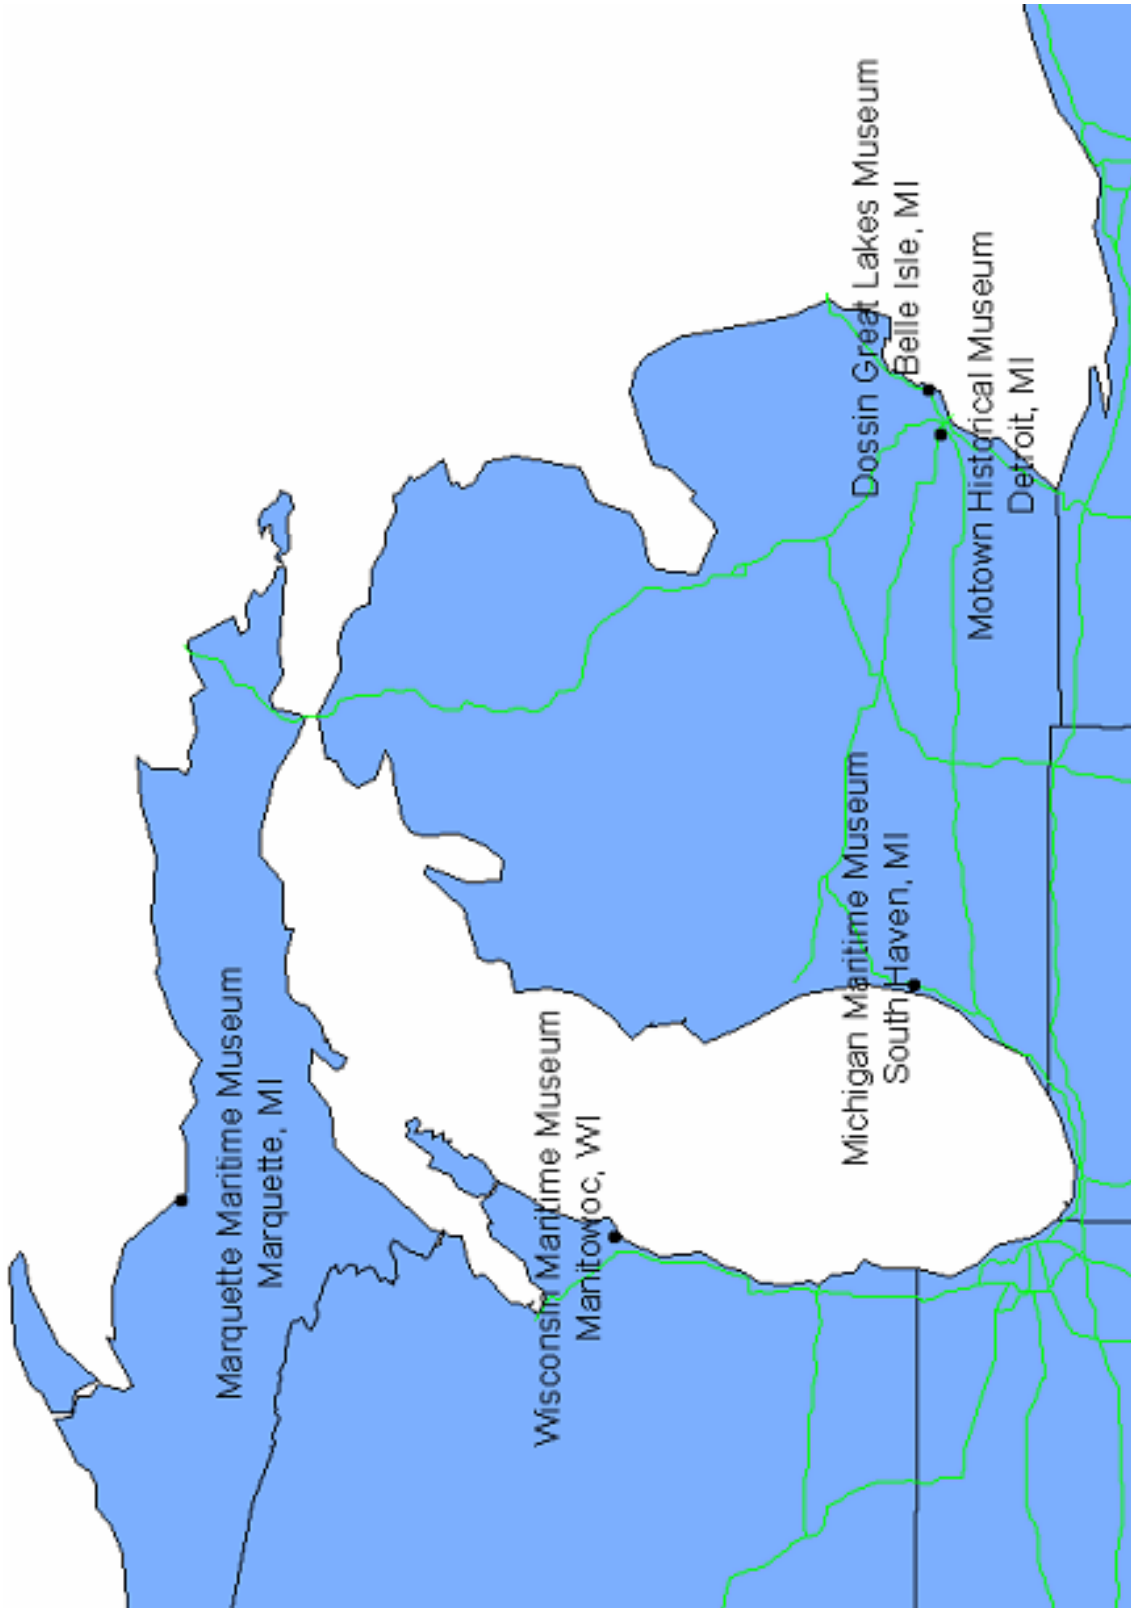 Marquette Maritime Museum
Marquette, MI
Wisconsin Maritime Museum
Manitowoc, WI
Michigan Maritime Museum
South Haven, MI
Dossin Great Lakes Museum
Belle Isle, MI
Motown Historical Museum
Detroit, MI